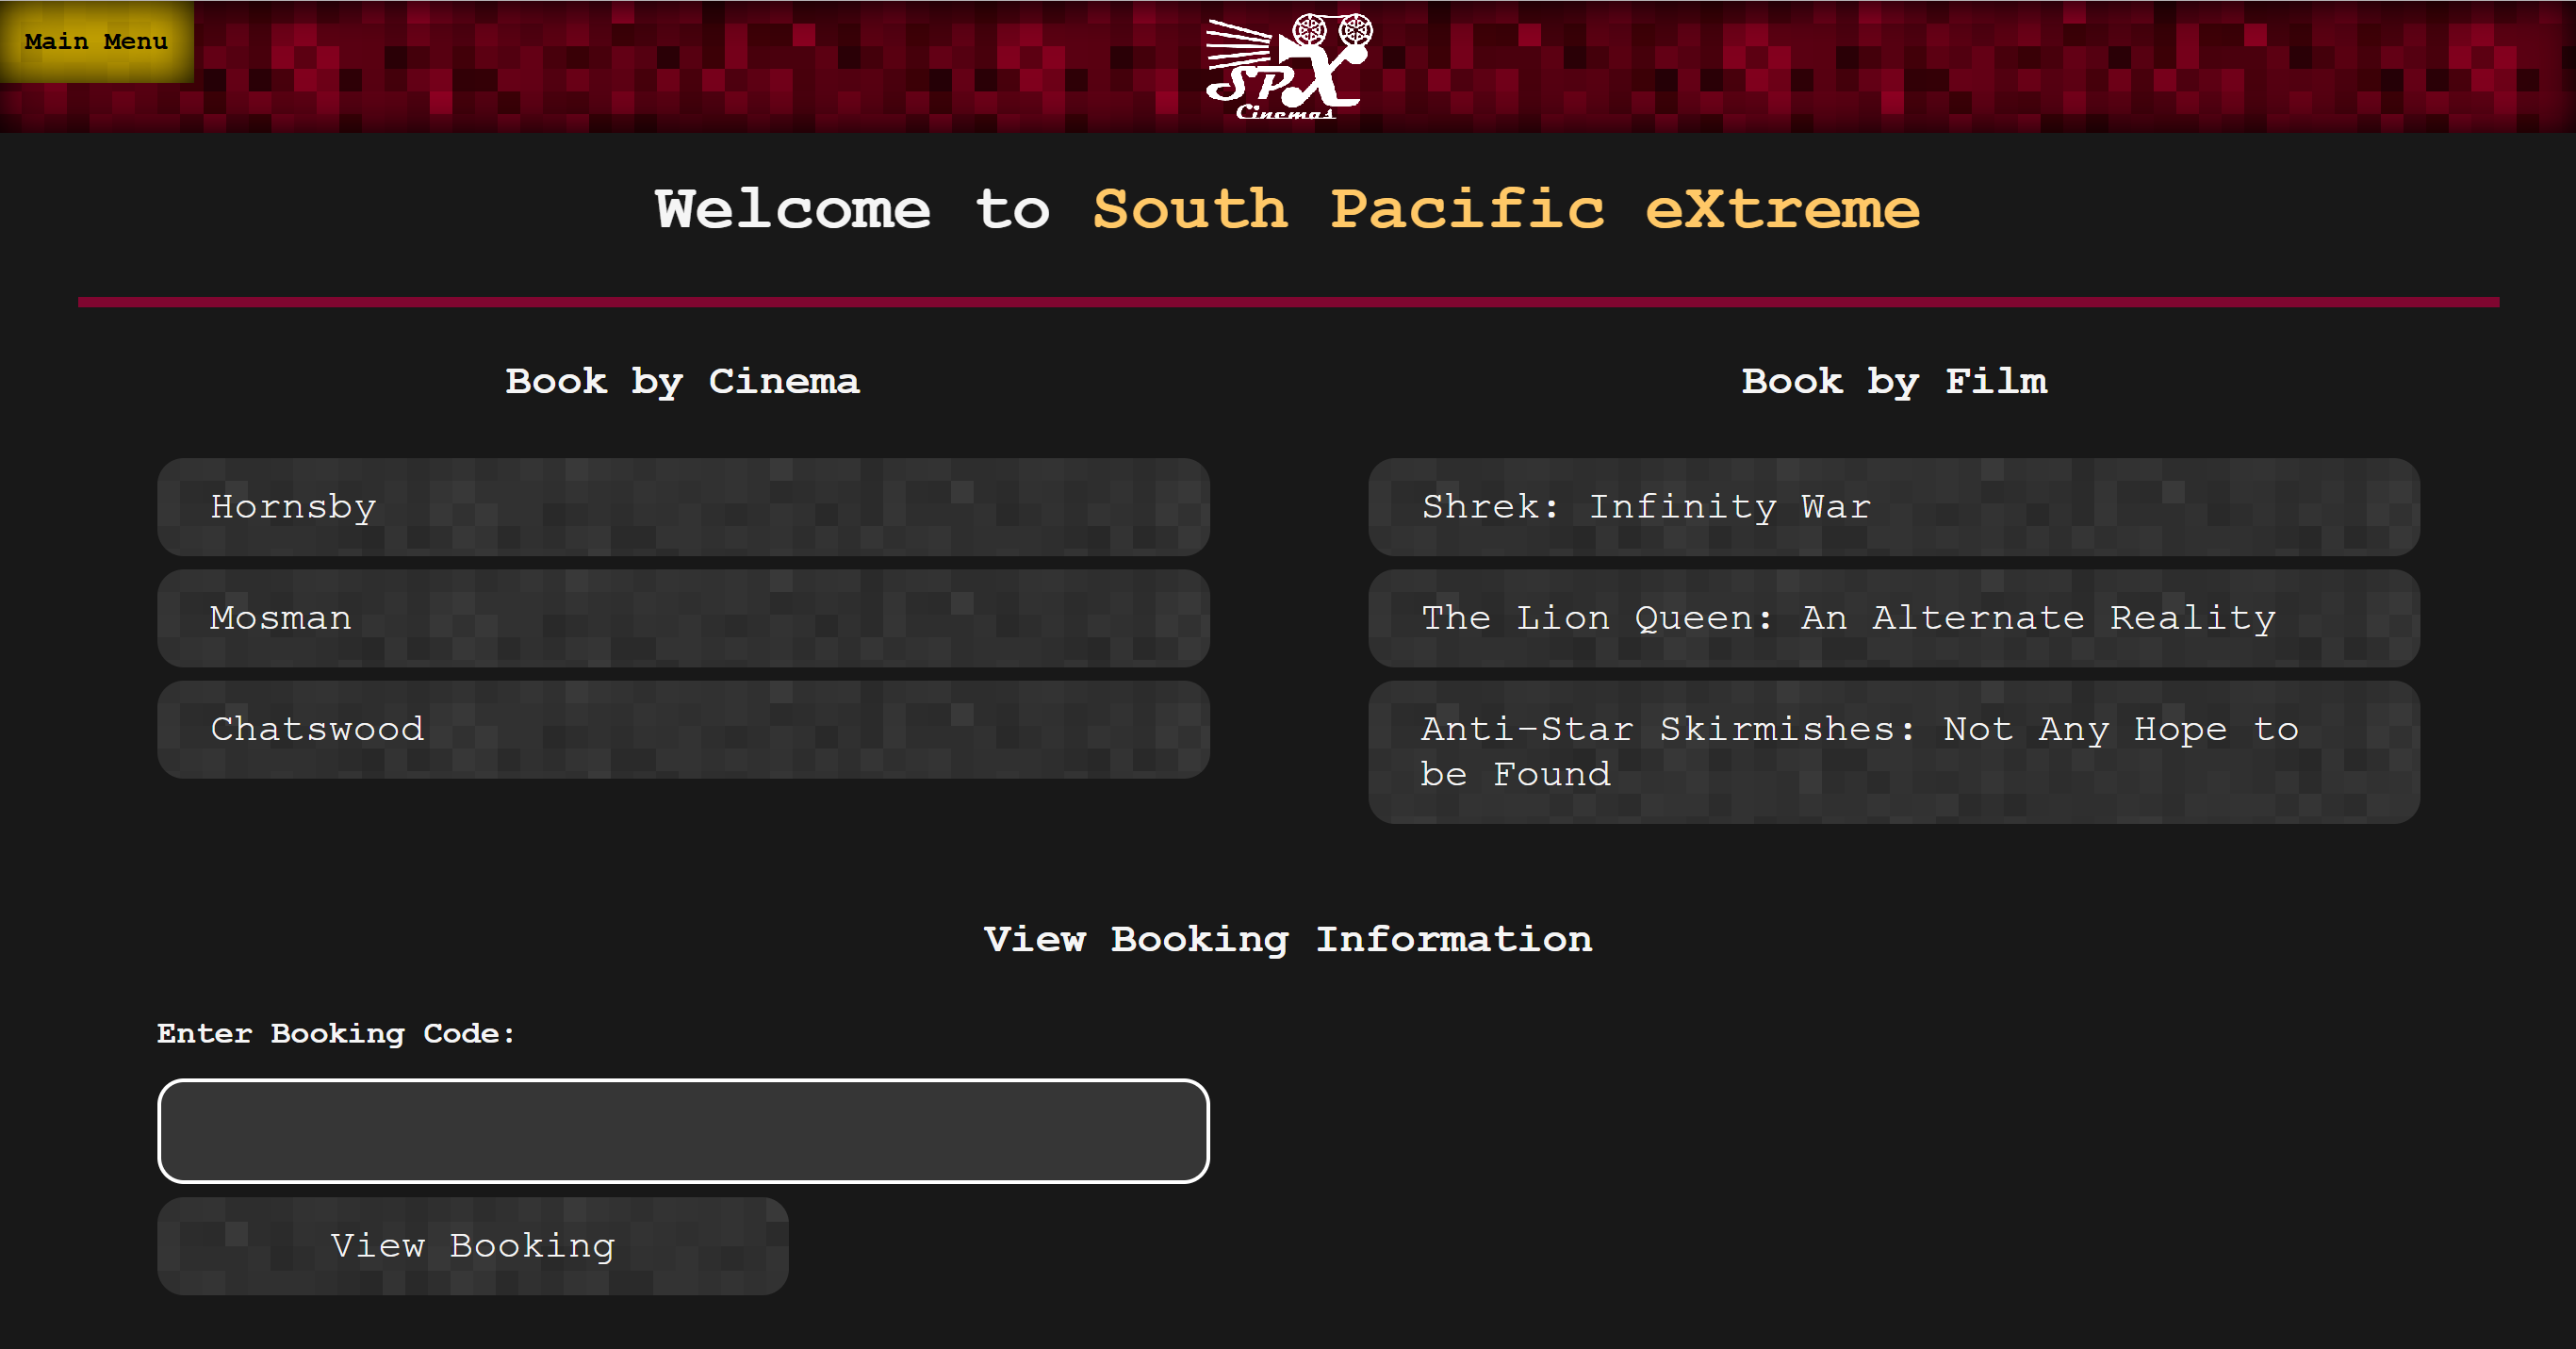 Main Menu
SPX
Cinemas
Welcome to South Pacific eXtreme
Book by Cinema
Hornsby
Mosman
Chatswood
Book by Film
Shrek: Infinity War
The Lion Queen: An Alternate Reality
Anti-Star Skirmishes: Not Any Hope to
be Found
View Booking Information
Enter Booking Code:
View Booking